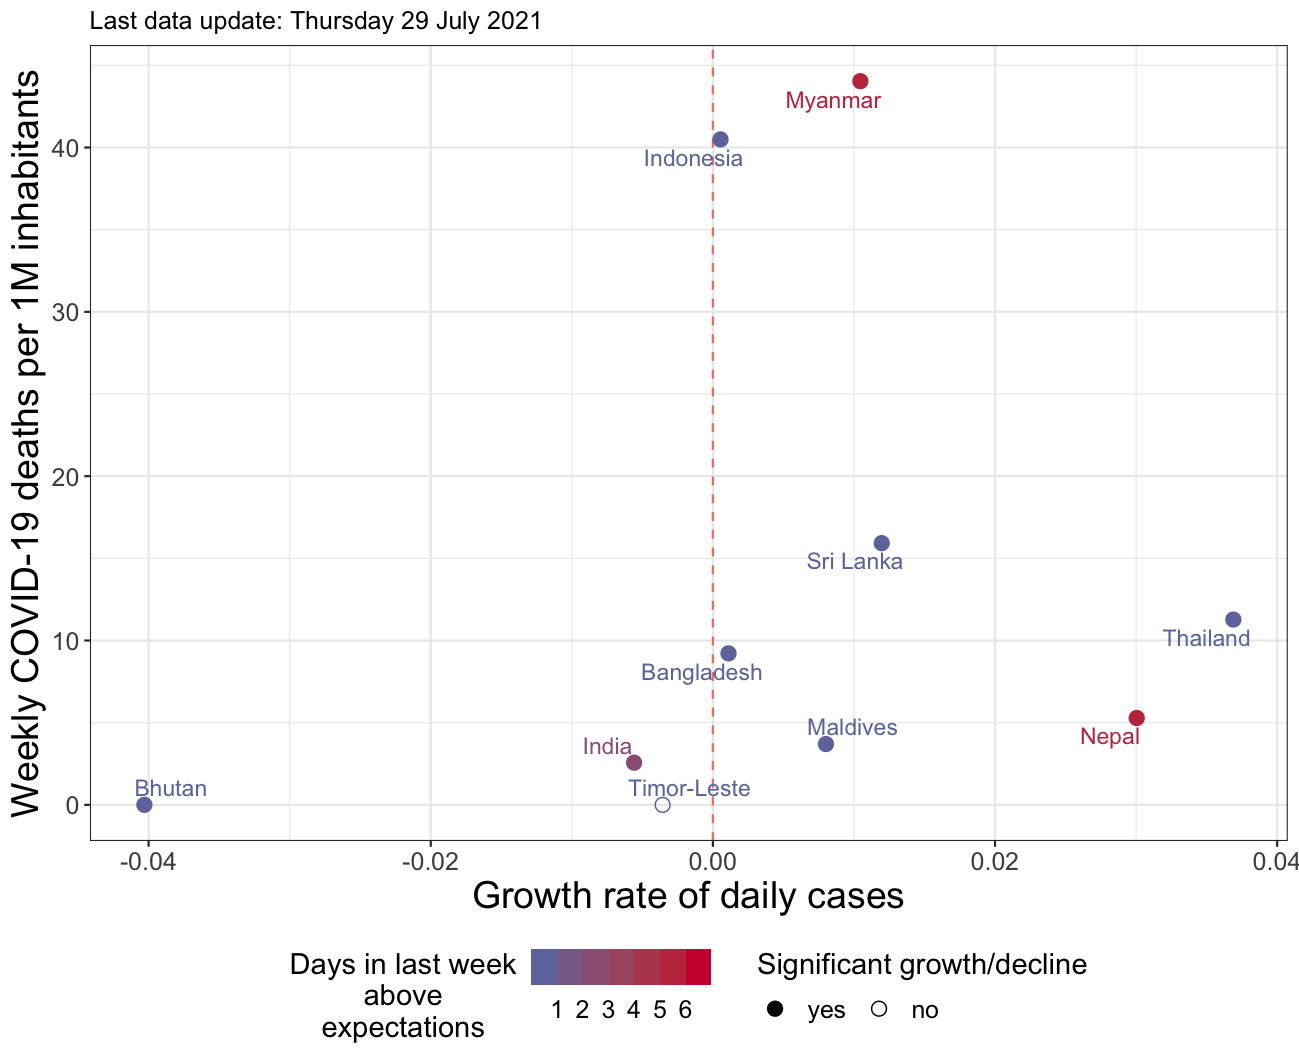 Last data update: Thursday 29 July 2021
Weekly COVID-19 deaths per 1M inhabitants
40
30
20
10
0
Myanmar
Indonesia
Sri Lanka
Thailand
Bangladesh
Nepal
Maldives
India
Timor-Leste
Bhutan
-0.04 -0.02 0.00 0.02 0.04
Growth rate of daily cases
Days in last week
above
expectations
1 2 3 4 5 6
Significant growth/decline
yes no